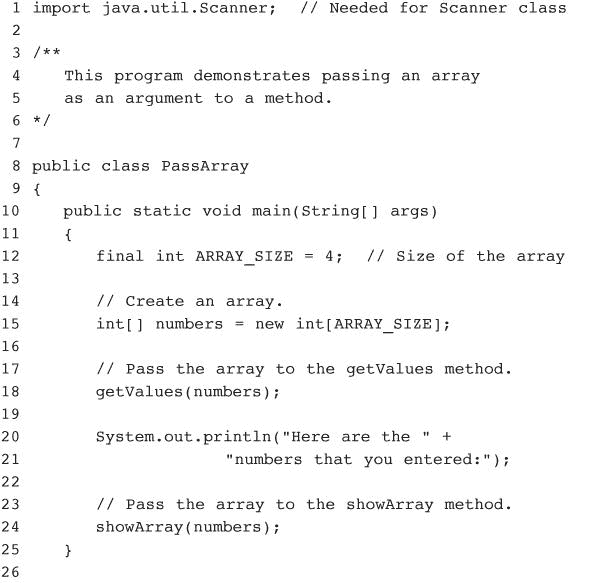 1 import java.util.Scanner;  // Needed for Scanner class
2
3 /**
4    This program demonstrates passing an array
5    as an argument to a method.
6 */
7
8 public class PassArray
9 {
10    public static void main(String[] args)
11    {
12       final int ARRAY_SIZE = 4;  // Size of the array
13
14       // Create an array.
15       int[] numbers = new int[ARRAY_SIZE];
16
17       // Pass the array to the getValues method.
18       getValues(numbers);
19
20       System.out.println("Here are the " +
21                    "numbers that you entered:");
22
23       // Pass the array to the showArray method.
24       showArray(numbers);
25    }
26